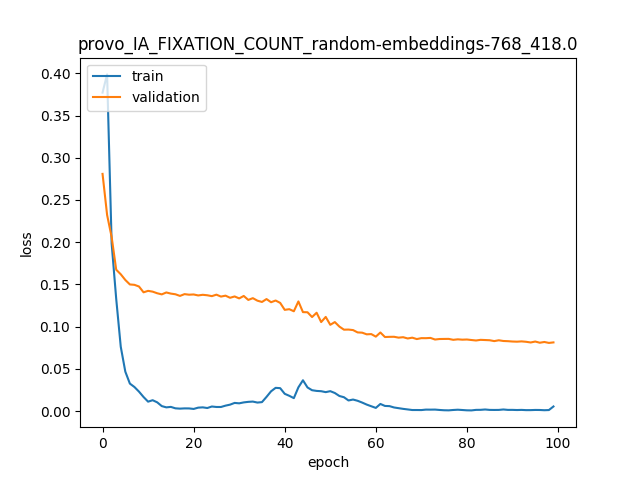 provo_IA_FIXATION_COUNT_random-embeddings-768_418.0
train
validation
0.40
0.35
0.30
0.25
0.20
0.15
0.10
0.05
0.00
loss
0 20 40 60 80 100
epoch